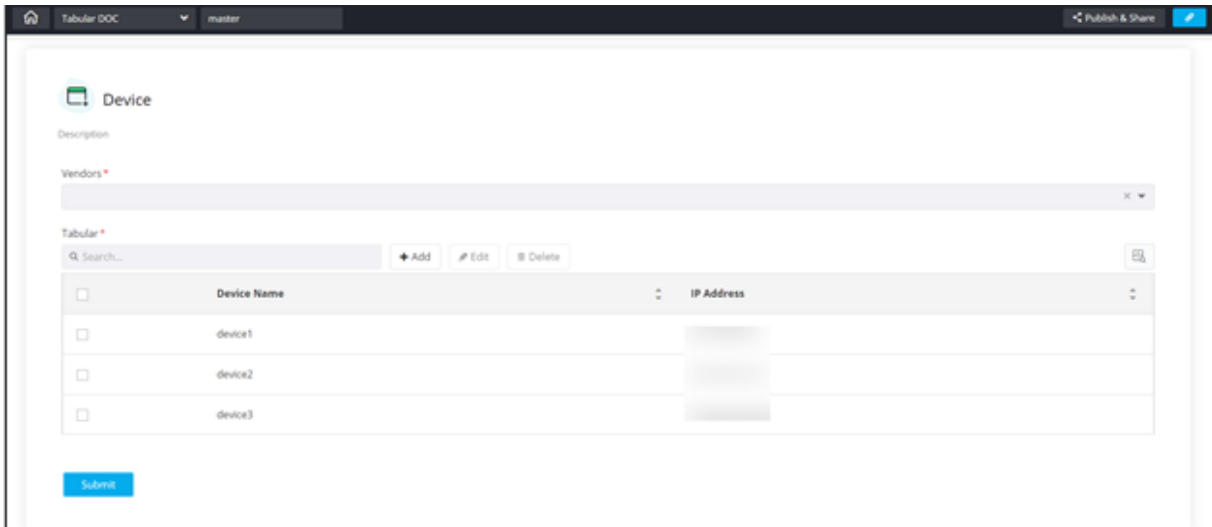 Tabular DOC master Publish & Share
Device
Description
Vendors *
Tabular *
Search... Add Edit Delete
Device Name IP Address
device1
device2
device3
Submit